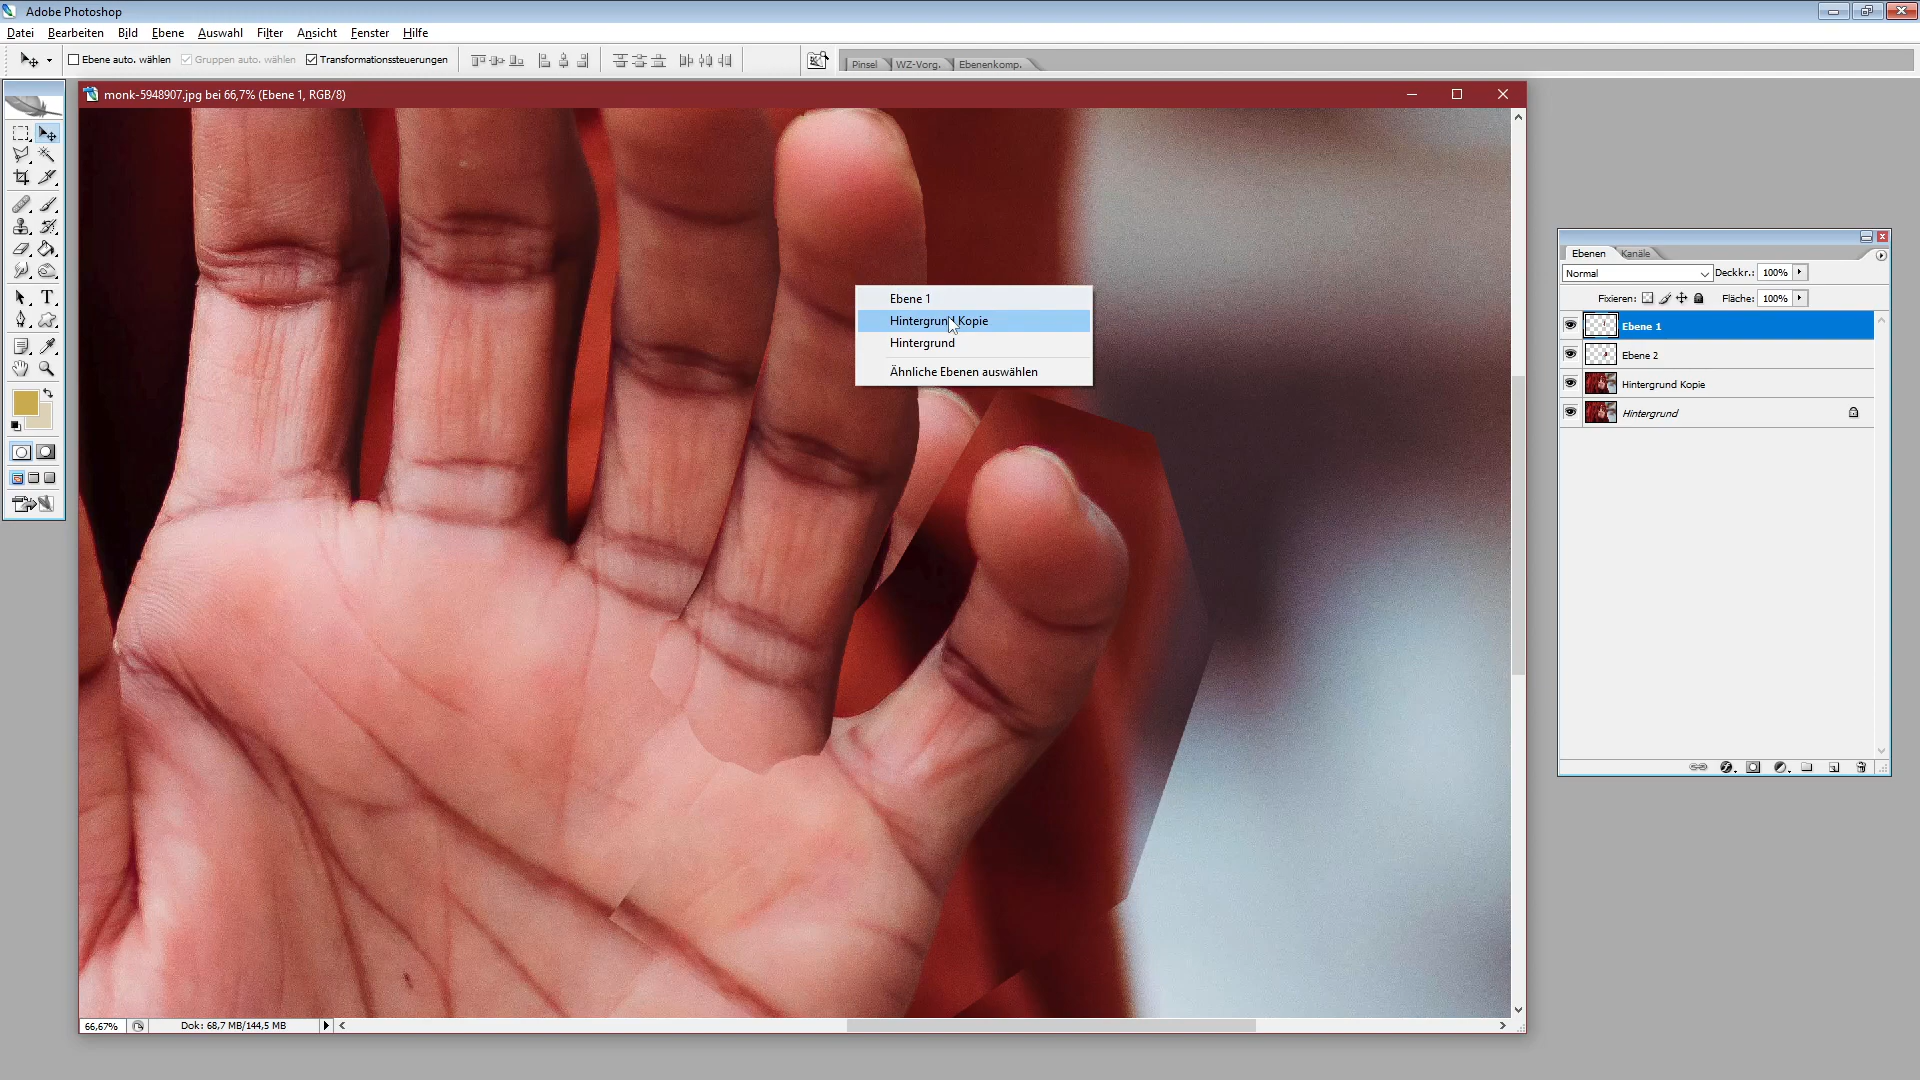 Adobe Photoshop
Datei Bearbeiten Bild Ebene Auswahl Filter Ansicht Fenster Hilfe
Ebene auto. wählen Gruppen auto. wählen Transformationssteuerungen
Pinsel WZ-Vorg. Ebenenkomp.
monk-5948907.jpg bei 66,7% (Ebene 1, RGB/8)
Ebene 1
Hintergrund Kopie
Hintergrund
Ähnliche Ebenen auswählen
Ebenen Kanäle
Normal Deckkr.: 100%
Fixieren: Fläche: 100%
Ebene 1
Ebene 2
Hintergrund Kopie
Hintergrund
66,67% Dok: 68,7 MB/144,5 MB